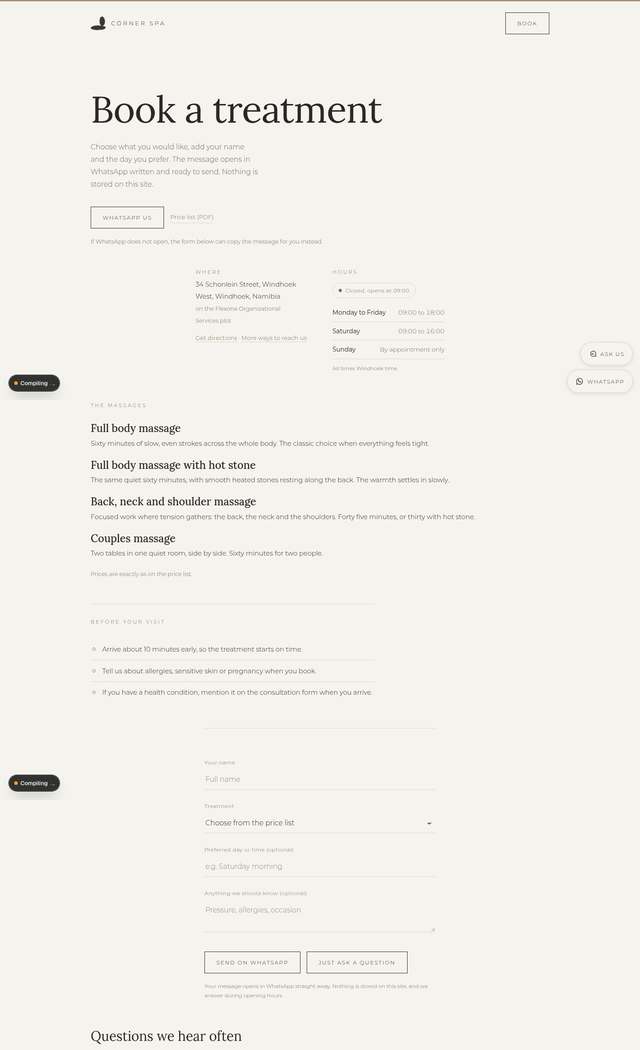 CORNER SPA
BOOK
Book a treatment
Choose what you would like, add your name
and the day you prefer. The message opens in
WhatsApp written and ready to send. Nothing is
stored on this site.
WHATSAPP US
Price list (PDF)
If WhatsApp does not open, the form below can copy the message for you instead.
WHERE
34 Schonlein Street, Windhoek
West, Windhoek, Namibia
on the Flexona Organizational
Services plot
Get directions
More ways to reach us
HOURS
Closed, opens at 09:00
Monday to Friday 09:00 to 18:00
Saturday 09:00 to 16:00
Sunday By appointment only
All times Windhoek time.
ASK US
WHATSAPP
Compiling ...
THE MASSAGES
Full body massage
Sixty minutes of slow, even strokes across the whole body. The classic choice when everything feels tight.
Full body massage with hot stone
The same quiet sixty minutes, with smooth heated stones resting along the back. The warmth settles in slowly.
Back, neck and shoulder massage
Focused work where tension gathers: the back, the neck and the shoulders. Forty five minutes, or thirty with hot stone.
Couples massage
Two tables in one quiet room, side by side. Sixty minutes for two people.
Prices are exactly as on the price list.
BEFORE YOUR VISIT
Arrive about 10 minutes early, so the treatment starts on time.
Tell us about allergies, sensitive skin or pregnancy when you book.
If you have a health condition, mention it on the consultation form when you arrive.
Compiling ...
Your name
Full name
Treatment
Choose from the price list
Preferred day or time (optional)
e.g. Saturday morning
Anything we should know (optional)
Pressure, allergies, occasion
SEND ON WHATSAPP
JUST ASK A QUESTION
Your message opens in WhatsApp straight away. Nothing is stored on this site, and we
answer during opening hours.
Questions we hear often